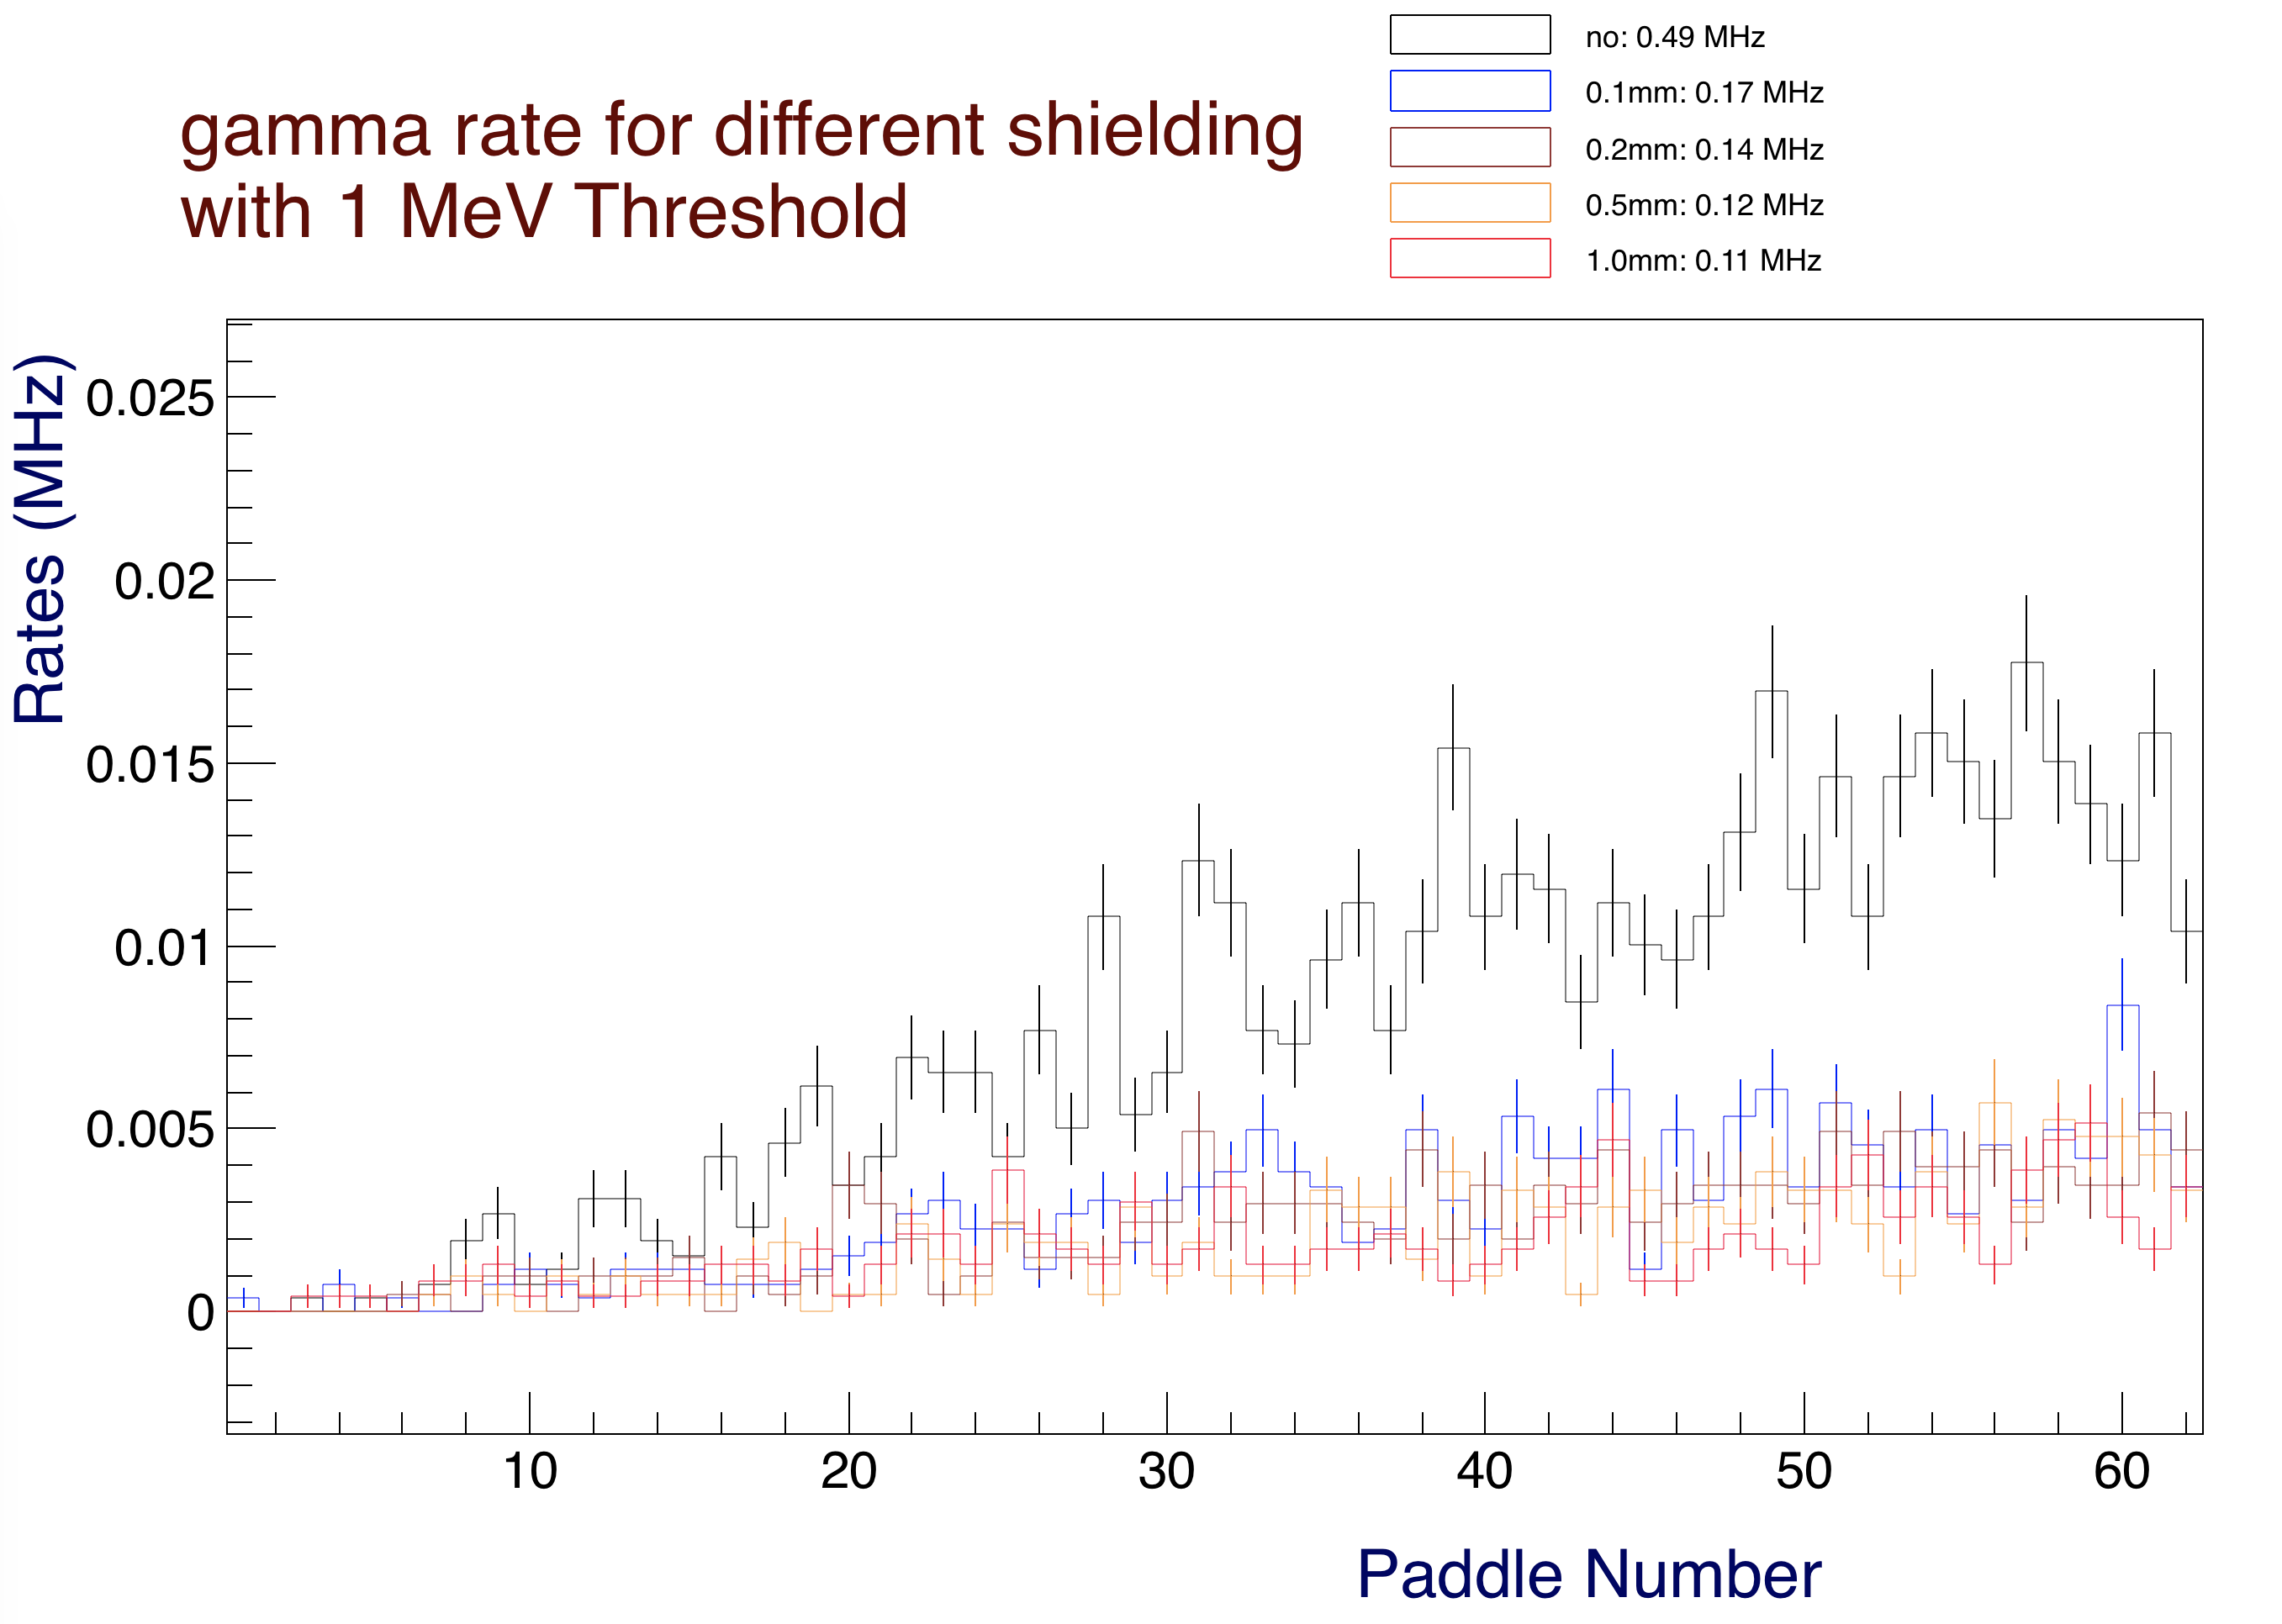 no: 0.49 MHz
0.1mm: 0.17 MHz
0.2mm: 0.14 MHz
0.5mm: 0.12 MHz
1.0mm: 0.11 MHz
gamma rate for different shielding
with 1 MeV Threshold
Rates (MHz)
0.025
0.02
0.015
0.01
0.005
0
10 20 30 40 50 60
Paddle Number